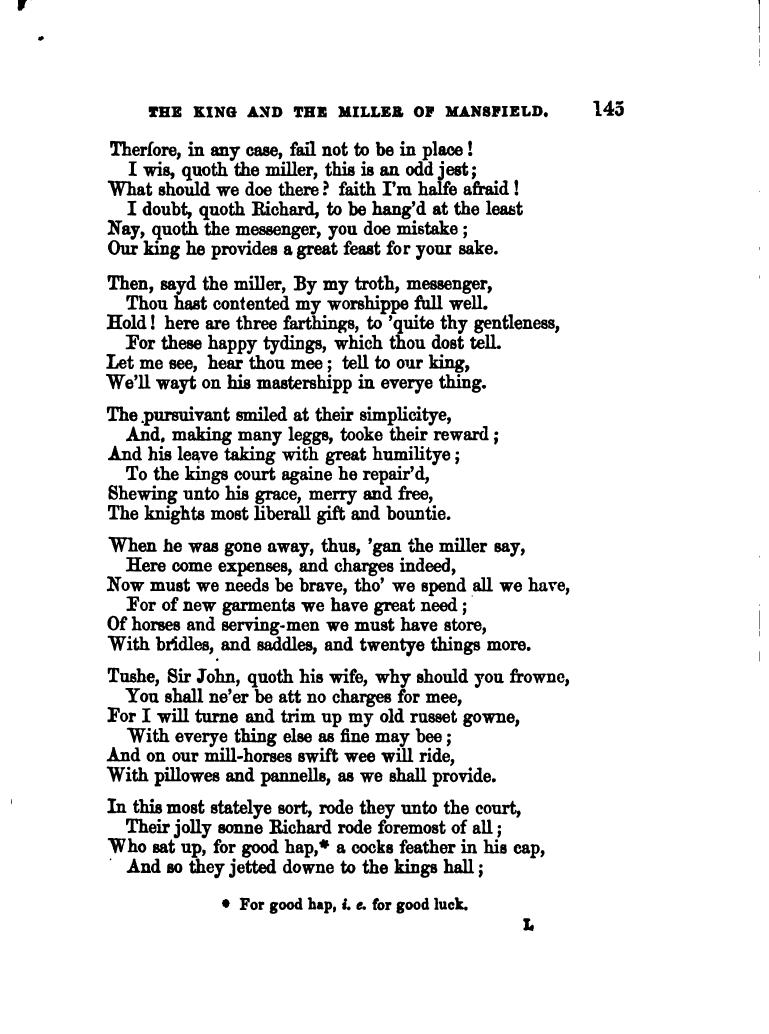 THE KING AND THE MILLER OF MANSFIELD. 145
Therfore, in any case, fail not to be in place!
I wis, quoth the miller, this is an odd jest;
What should we doe there? faith I'm halfe afraid!
I doubt, quoth Richard, to be hang'd at the least
Nay, quoth the messenger, you doe mistake;
Our king he provides a great feast for your sake.

Then, sayd the miller, By my troth, messenger,
Thou hast contented my worshippe full well.
Hold! here are three farthings, to 'quite thy gentleness,
For these happy tydings, which thou dost tell.
Let me see, hear thou mee; tell to our king,
We'll wayt on his mastershipp in everye thing.

The pursuivant smiled at their simplicitye,
And, making many leggs, tooke their reward;
And his leave taking with great humilitye;
To the kings court againe he repair'd,
Shewing unto his grace, merry and free,
The knights most liberall gift and bountie.

When he was gone away, thus, 'gan the miller say,
Here come expenses, and charges indeed,
Now must we needs be brave, tho' we spend all we have,
For of new garments we have great need;
Of horses and serving-men we must have store,
With bridles, and saddles, and twentye things more.

Tushe, Sir John, quoth his wife, why should you frowne,
You shall ne'er be att no charges for mee,
For I will turne and trim up my old russet gowne,
With everye thing else as fine may bee;
And on our mill-horses swift wee will ride,
With pillowes and pannells, as we shall provide.

In this most statelye sort, rode they unto the court,
Their jolly sonne Richard rode foremost of all;
Who sat up, for good hap,* a cocks feather in his cap,
And so they jetted downe to the kings hall;

* For good hap, i. e. for good luck.
L